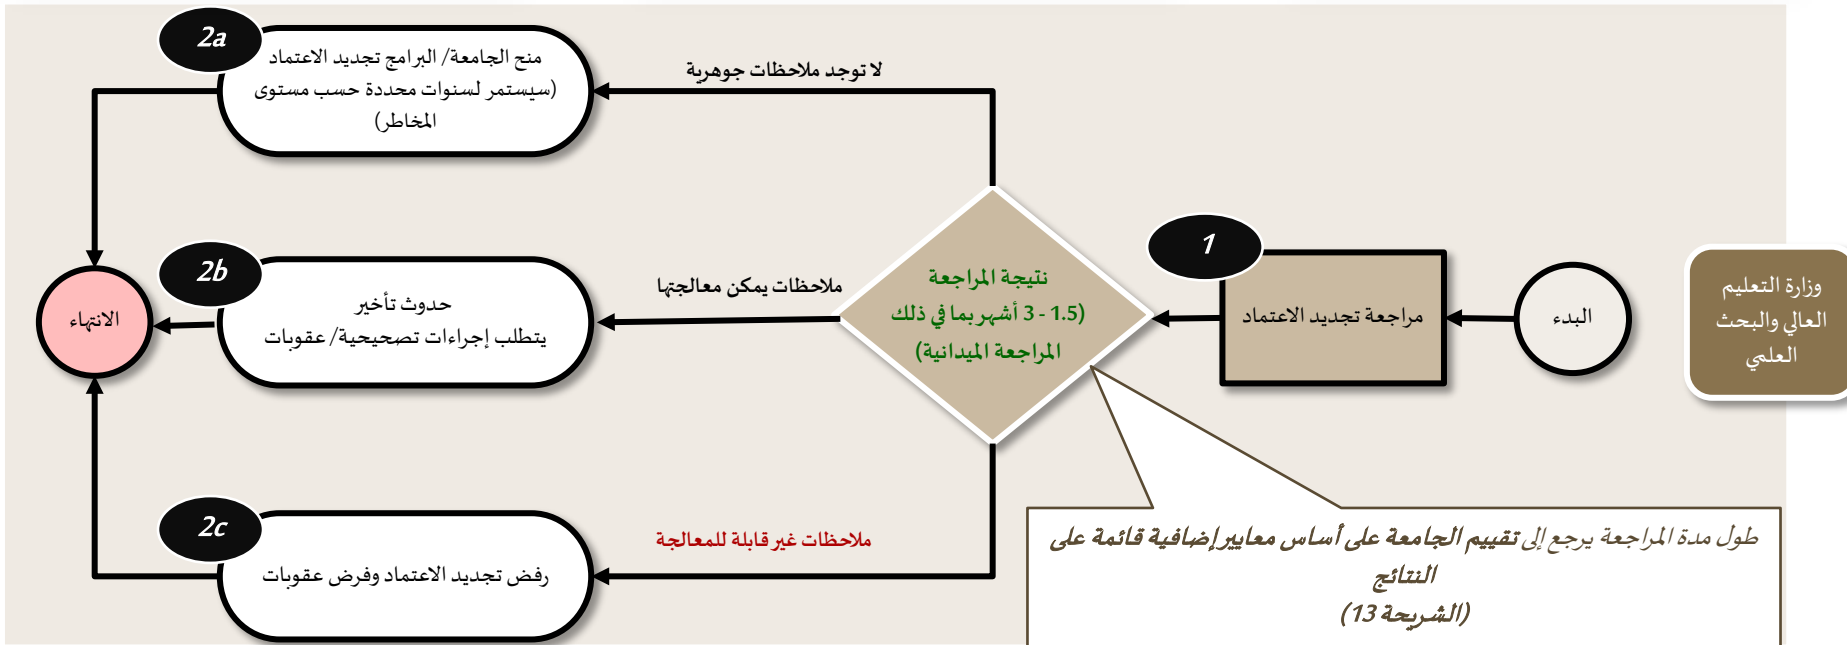 وزارة التعليم
العالي والبحث
العلمي
البدء
1
مراجعة تجديد الاعتماد
نتيجة المراجعة
(1.5 - 3 أشهر بما في ذلك
المراجعة الميدانية)
طول مدة المراجعة يرجع إلى تقييم الجامعة على أساس معايير إضافية قائمة على
النتائج
(الشريحة 13)
لا توجد ملاحظات جوهرية
2a
منح الجامعة/ البرامج تجديد الاعتماد
(سيستمر لسنوات محددة حسب مستوى
المخاطر)
ملاحظات يمكن معالجتها
2b
حدوث تأخير
يتطلب إجراءات تصحيحية/ عقوبات
ملاحظات غير قابلة للمعالجة
2c
رفض تجديد الاعتماد وفرض عقوبات
الانتهاء